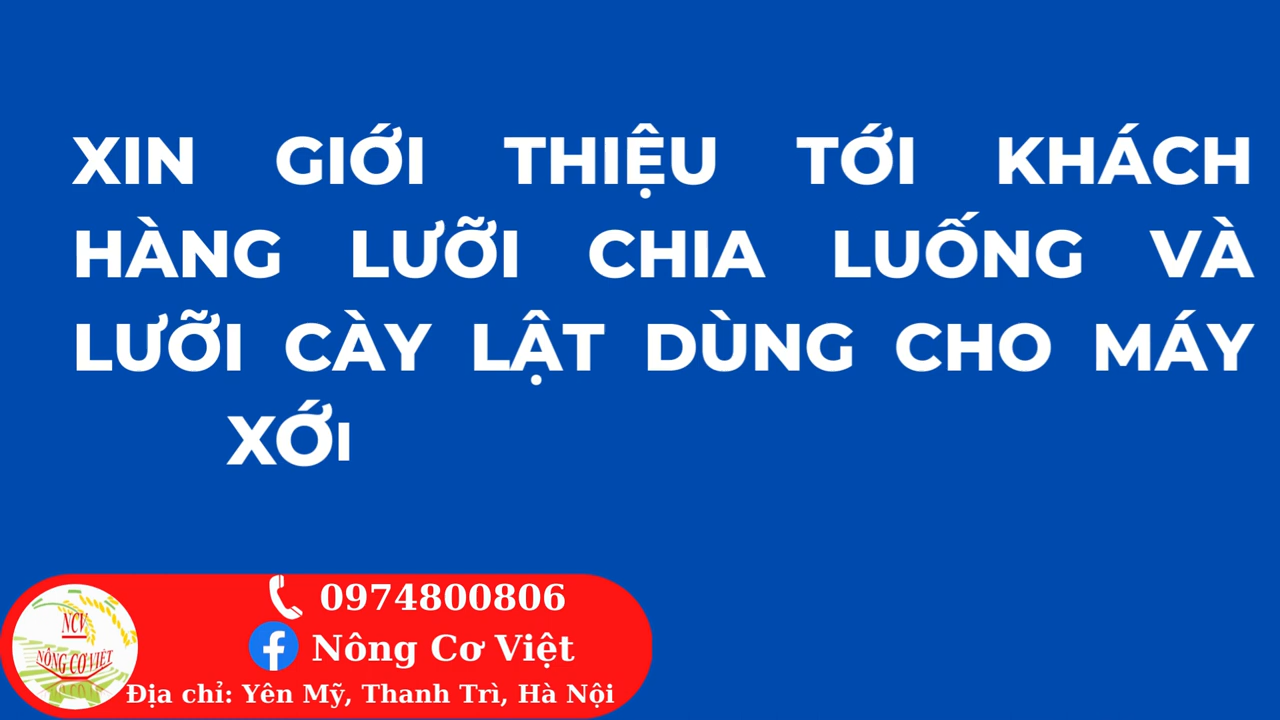 XIN GIỚI THIỆU TỚI KHÁCH
HÀNG LƯỠI CHIA LUỐNG VÀ
LƯỠI CÀY LẬT DÙNG CHO MÁY
XỚI
0974800806
Nông Cơ Việt
Địa chỉ: Yên Mỹ, Thanh Trì, Hà Nội
NCV
NÔNG CƠ VIỆT